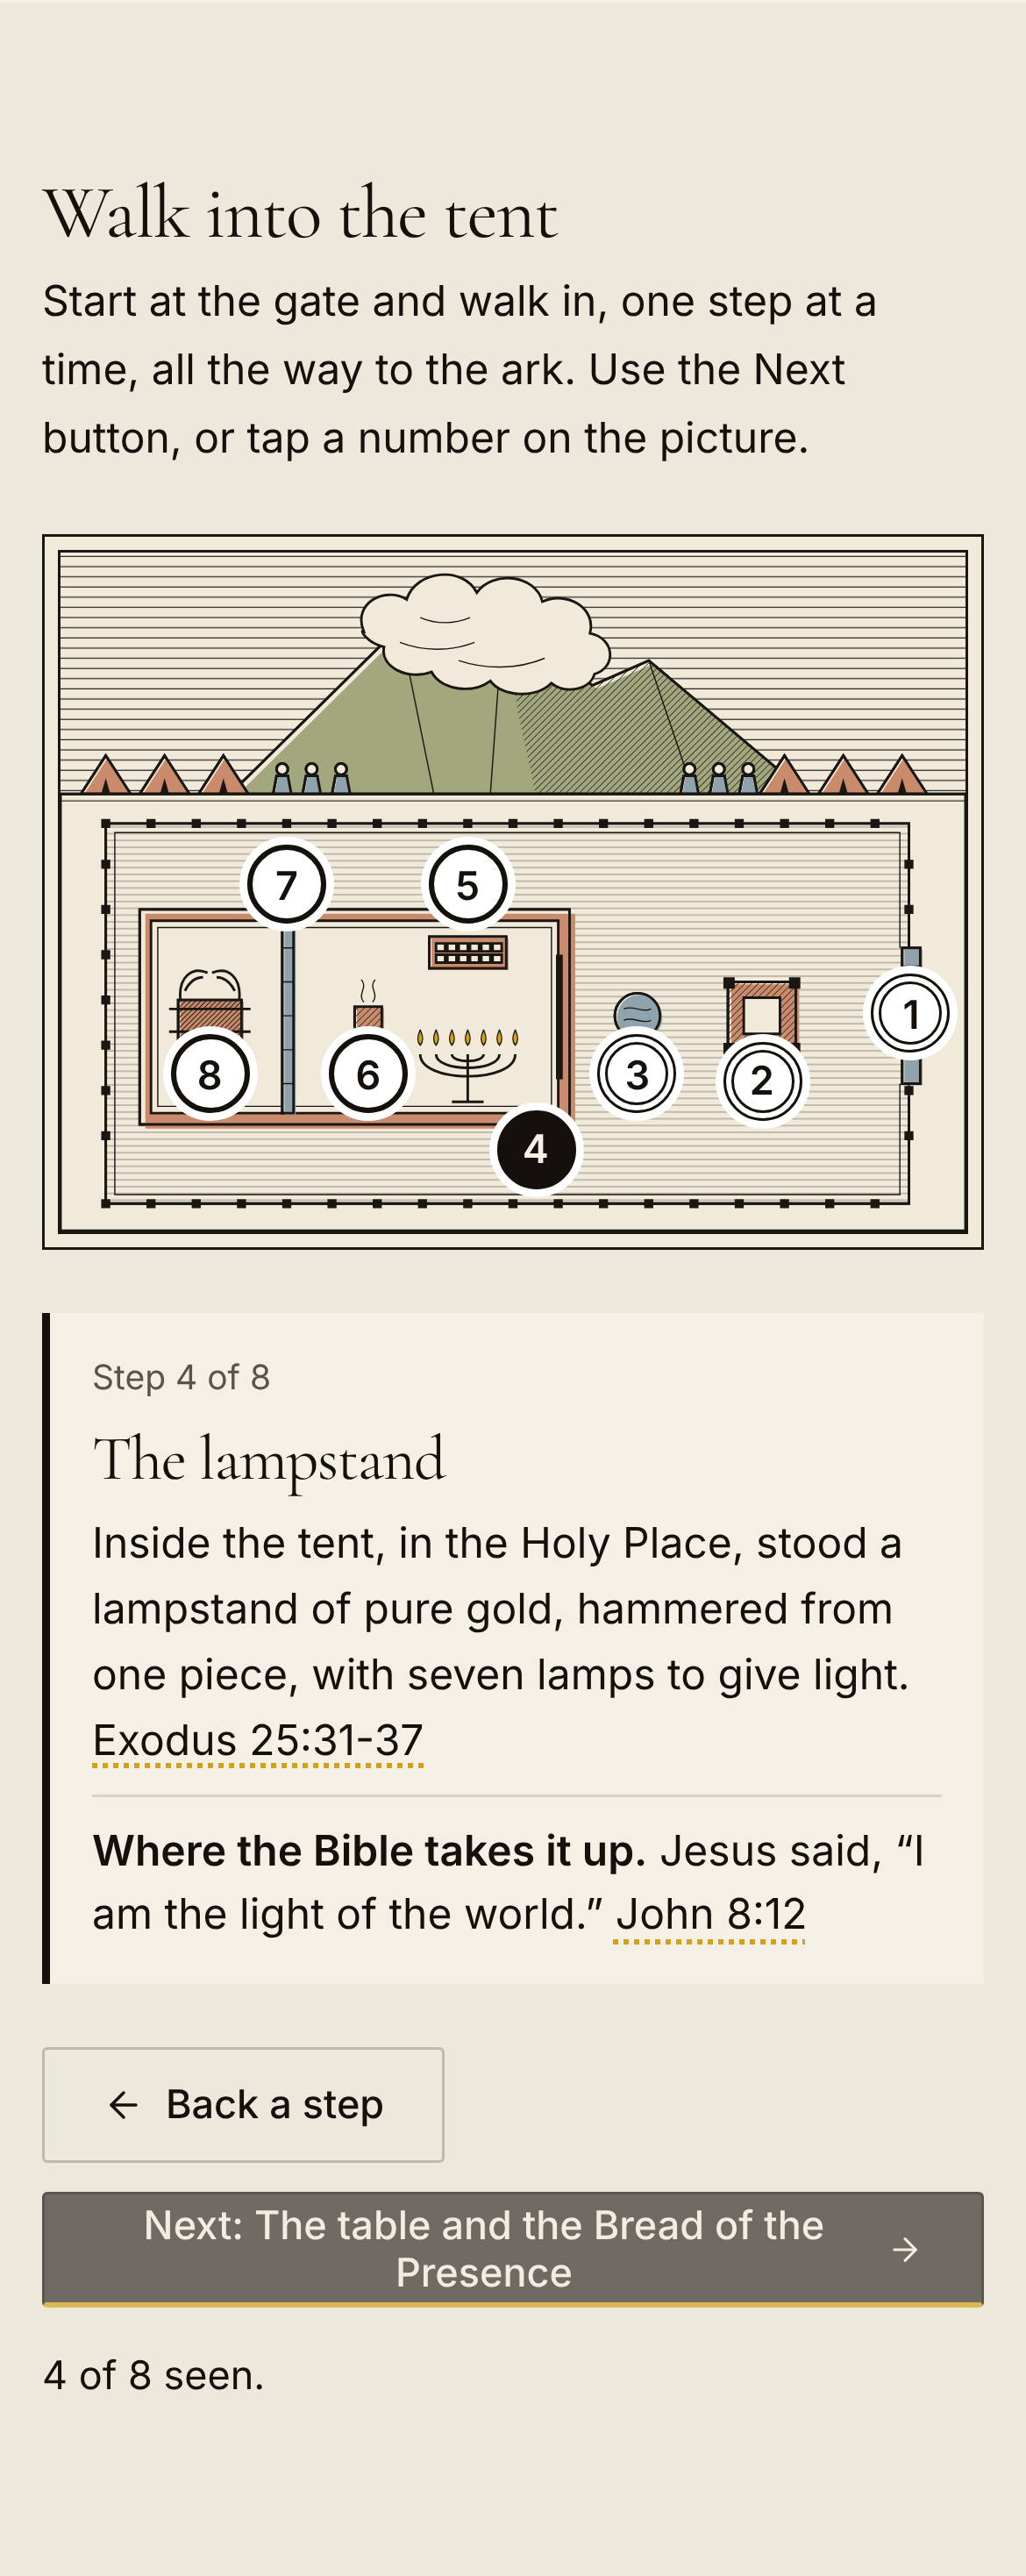 Walk into the tent
Start at the gate and walk in, one step at a
time, all the way to the ark. Use the Next
button, or tap a number on the picture.
7
5
1
8
6
3
2
4
Step 4 of 8
The lampstand
Inside the tent, in the Holy Place, stood a
lampstand of pure gold, hammered from
one piece, with seven lamps to give light.
Exodus 25:31-37
Where the Bible takes it up. Jesus said, “I
am the light of the world.” John 8:12
← Back a step
Next: The table and the Bread of the
Presence →
4 of 8 seen.